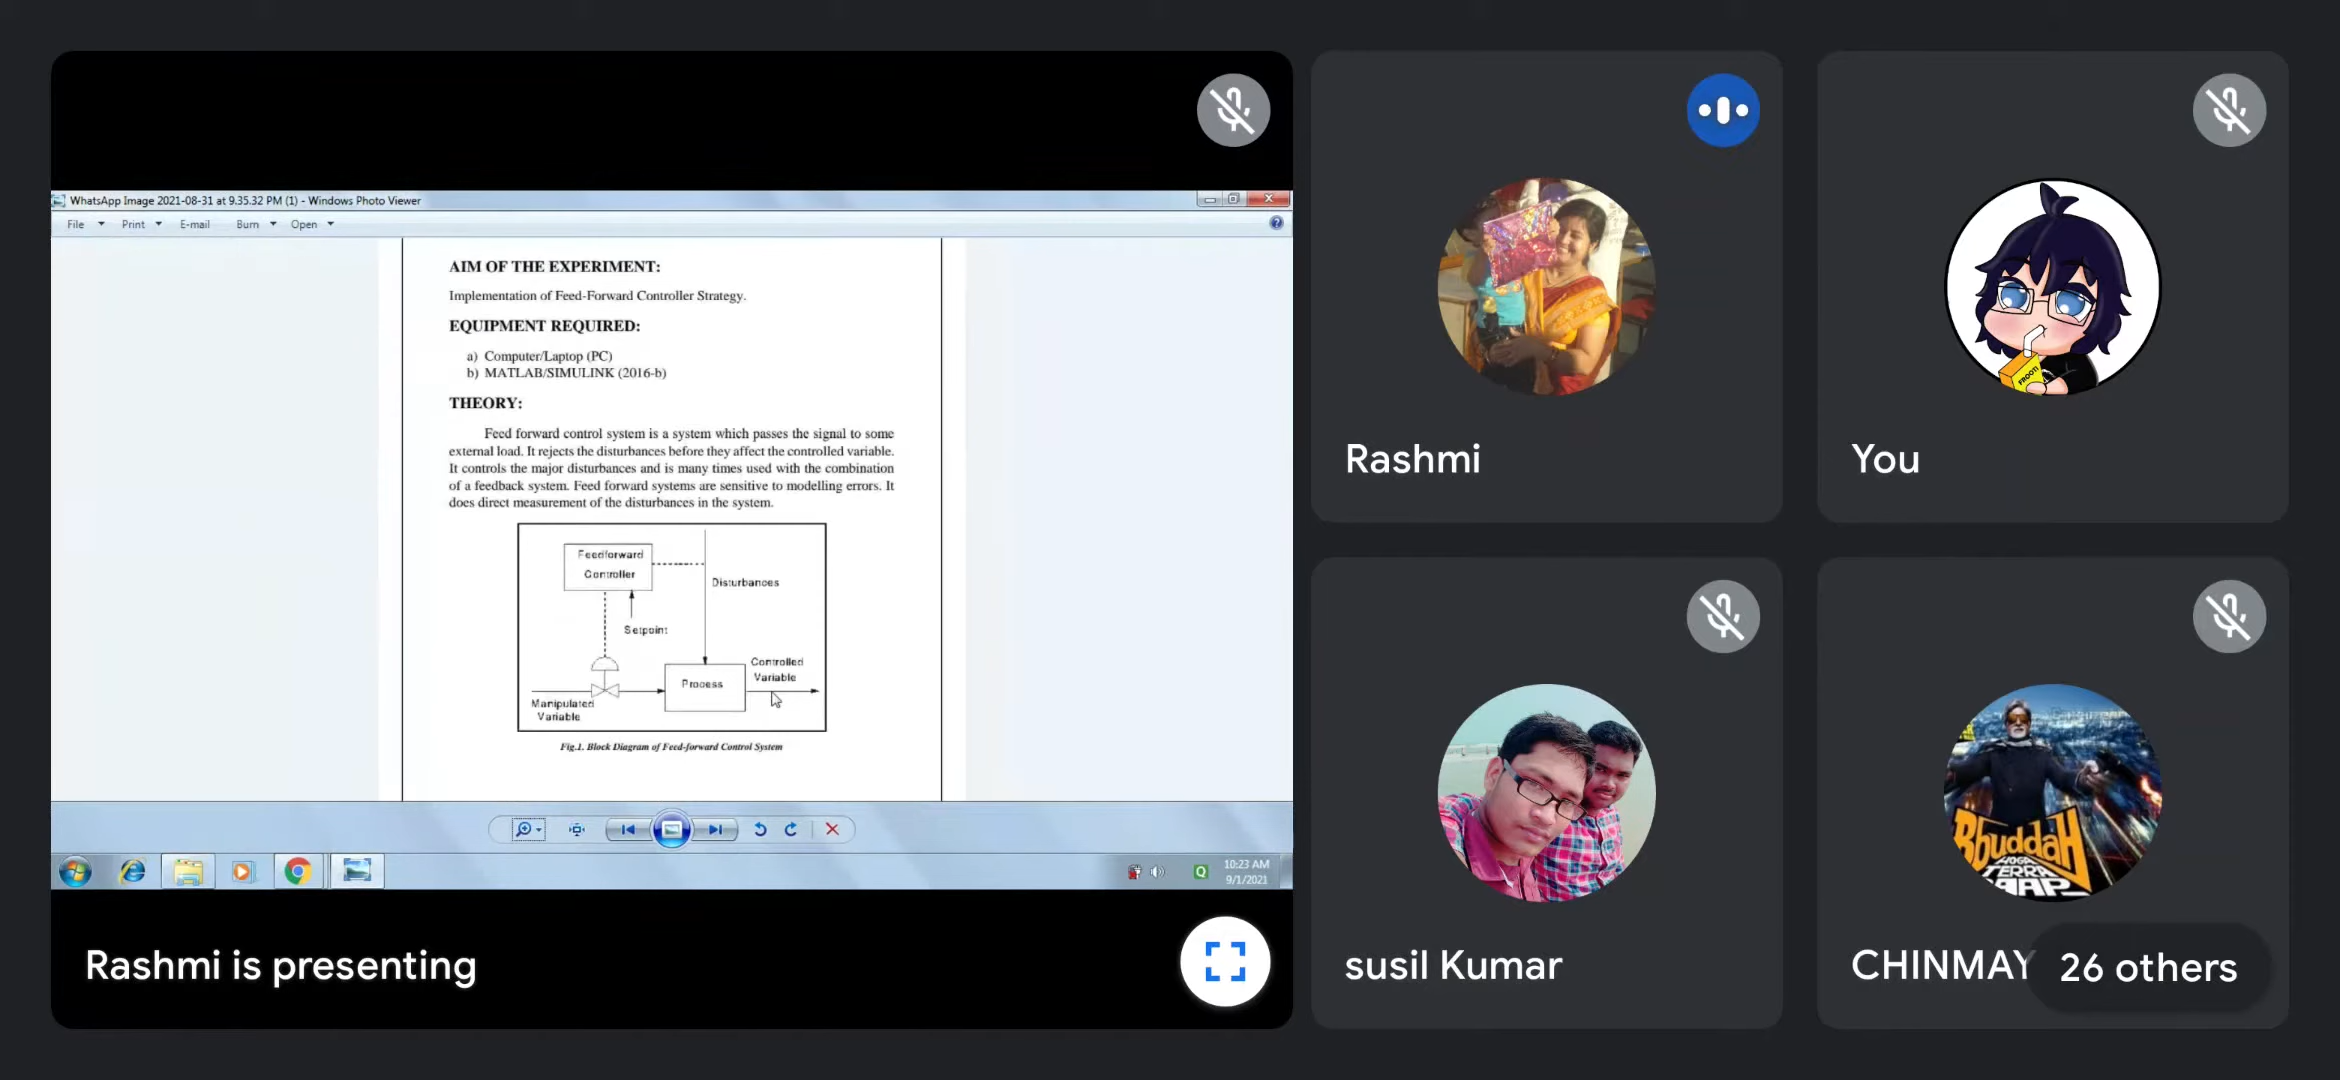 WhatsApp Image 2021-08-31 at 9.35.32 PM (1) - Windows Photo Viewer
File Print E-mail Burn Open
AIM OF THE EXPERIMENT:
Implementation of Feed-Forward Controller Strategy.
EQUIPMENT REQUIRED:
a) Computer/Laptop (PC)
b) MATLAB/SIMULINK (2016-b)
THEORY:
Feed forward control system is a system which passes the signal to some
external load. It rejects the disturbances before they affect the controlled variable.
It controls the major disturbances and is many times used with the combination
of a feedback system. Feed forward systems are sensitive to modelling errors. It
does direct measurement of the disturbances in the system.
Feedforward
Controller
Disturbances
Setpoint
Controlled
Variable
Process
Manipulated
Variable
Fig.1. Block Diagram of Feed-forward Control System
10:23 AM
9/1/2021
Rashmi is presenting
Rashmi
You
FROOTI
susil Kumar
CHINMAY
26 others
Bbuddah
HOGA
TERRA
BAAP